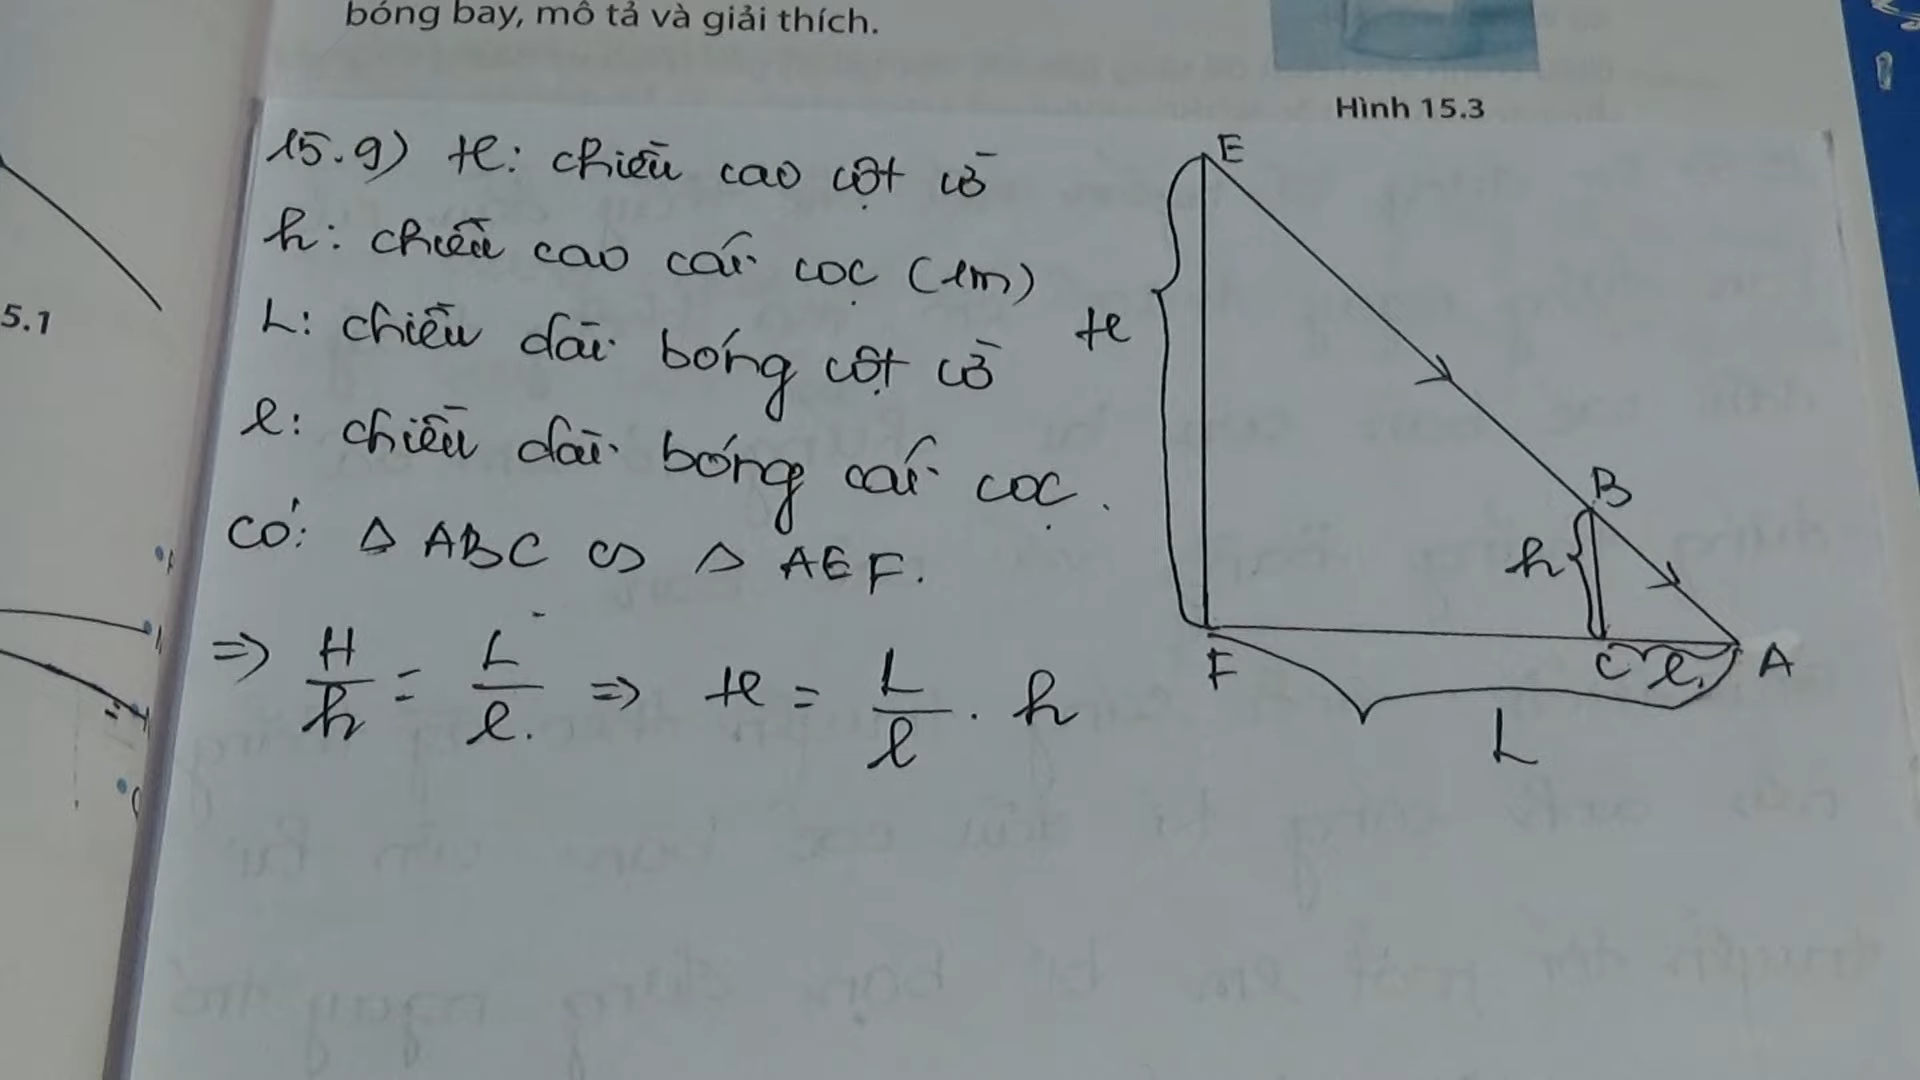 bóng bay, mô tả và giải thích.
Hình 15.3
5.1
15.9) H: chiều cao cột cờ
h: chiều cao cái cọc (1m)
L: chiều dài bóng cột cờ
l: chiều dài bóng cái cọc.
có: Δ ABC ∽ Δ AEF.
=> H/h = L/l. => H = L/l . h
E
H
B
h
F
C
l
A
L